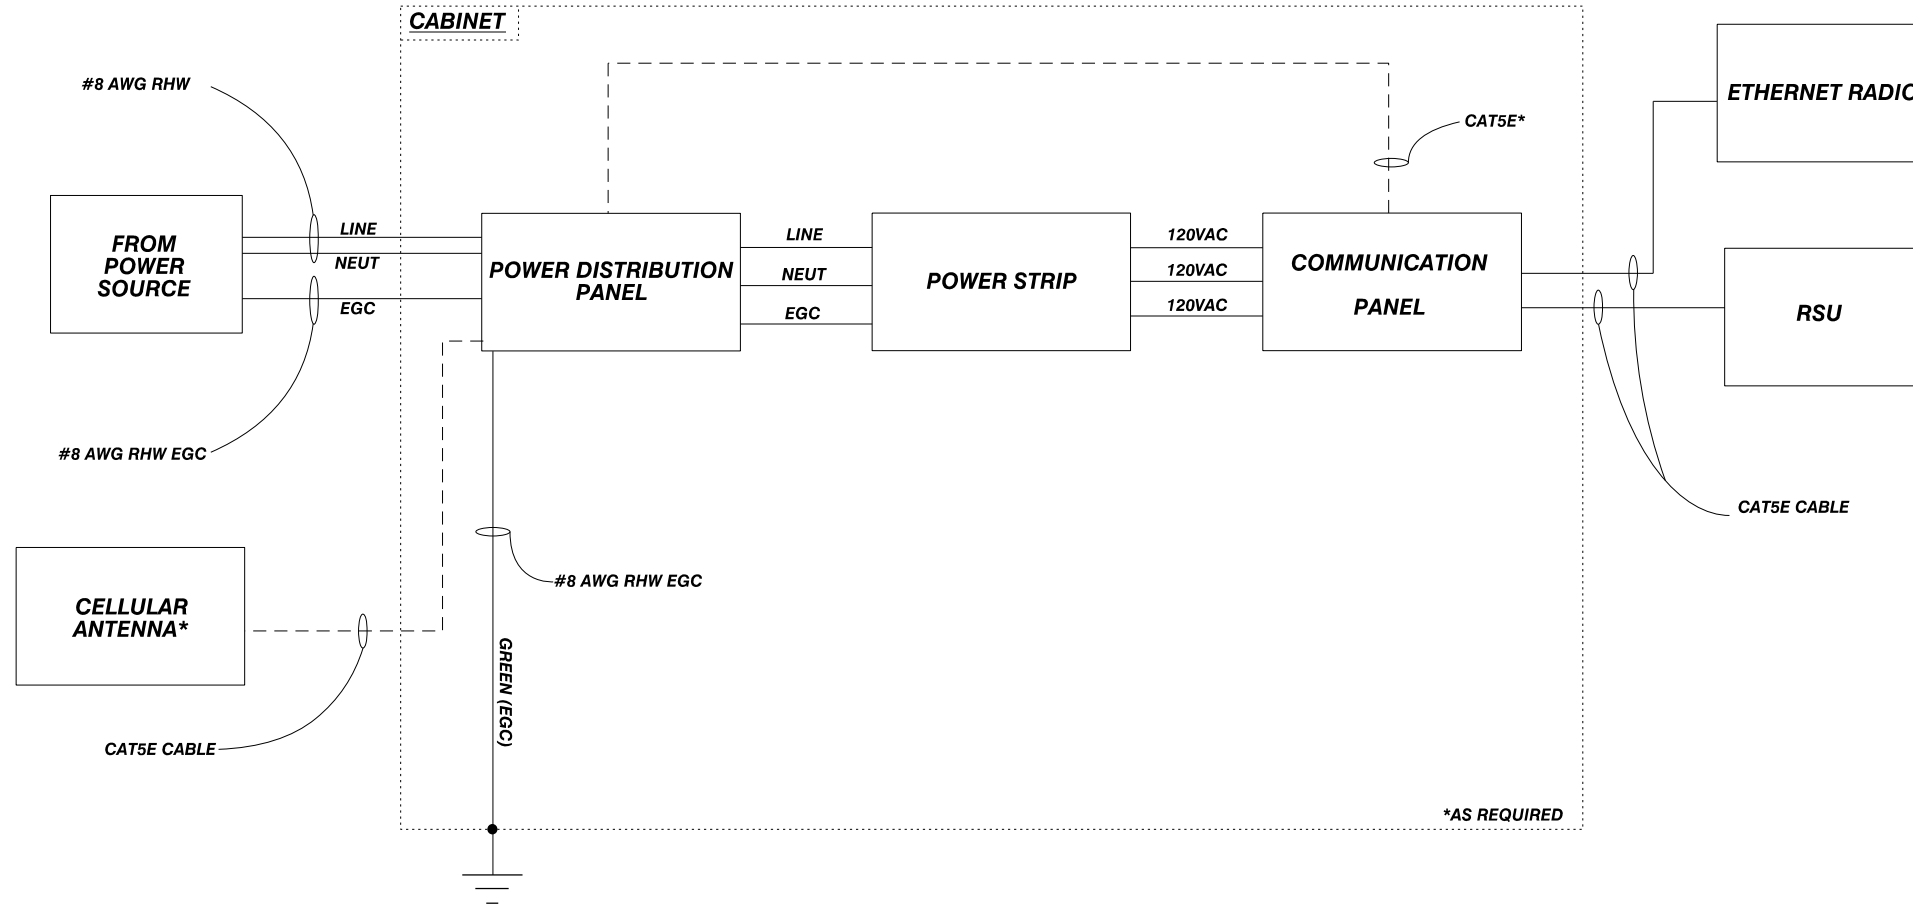 CABINET
#8 AWG RHW
ETHERNET RADIO
CAT5E*
LINE
NEUT
EGC
FROM
POWER
SOURCE
POWER DISTRIBUTION
PANEL
LINE
NEUT
EGC
POWER STRIP
120VAC
120VAC
120VAC
COMMUNICATION
PANEL
RSU
#8 AWG RHW EGC
CAT5E CABLE
#8 AWG RHW EGC
CELLULAR
ANTENNA*
GREEN (EGC)
CAT5E CABLE
*AS REQUIRED